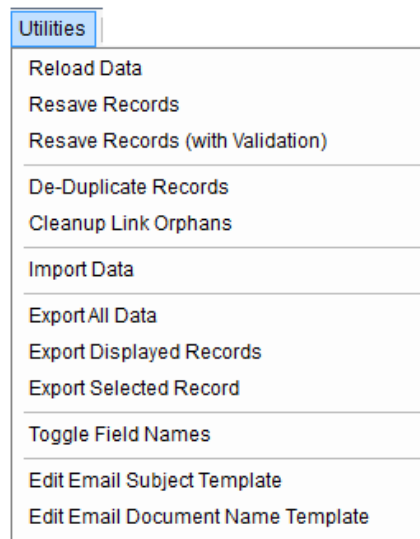 Utilities
Reload Data
Resave Records
Resave Records (with Validation)
De-Duplicate Records
Cleanup Link Orphans
Import Data
Export All Data
Export Displayed Records
Export Selected Record
Toggle Field Names
Edit Email Subject Template
Edit Email Document Name Template